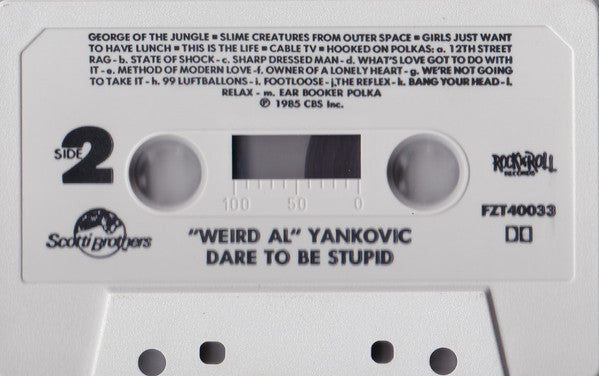 GEORGE OF THE JUNGLE ▪ SLIME CREATURES FROM OUTER SPACE ▪ GIRLS JUST WANT
TO HAVE LUNCH ▪ THIS IS THE LIFE ▪ CABLE TV ▪ HOOKED ON POLKAS: a. 12TH STREET
RAG - b. STATE OF SHOCK - c. SHARP DRESSED MAN - d. WHAT'S LOVE GOT TO DO WITH
IT - e. METHOD OF MODERN LOVE - f. OWNER OF A LONELY HEART - g. WE'RE NOT GOING
TO TAKE IT - h. 99 LUFTBALLONS - i. FOOTLOOSE - j. THE REFLEX - k. BANG YOUR HEAD - l.
RELAX - m. EAR BOOKER POLKA
℗ 1985 CBS Inc.
SIDE 2
ROCK'N'ROLL
RECORDS
100 50 0
FZT40033
Scotti Brothers
"WEIRD AL" YANKOVIC
DARE TO BE STUPID